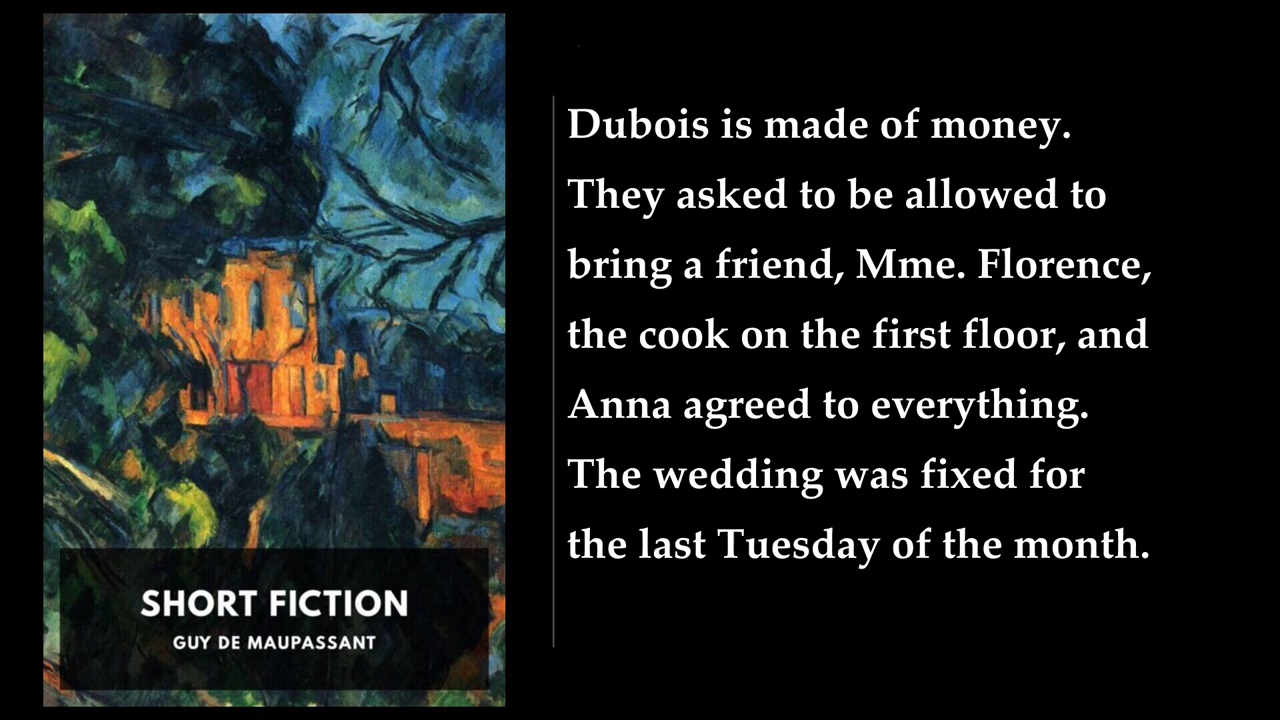 SHORT FICTION
GUY DE MAUPASSANT
Dubois is made of money.
They asked to be allowed to
bring a friend, Mme. Florence,
the cook on the first floor, and
Anna agreed to everything.
The wedding was fixed for
the last Tuesday of the month.